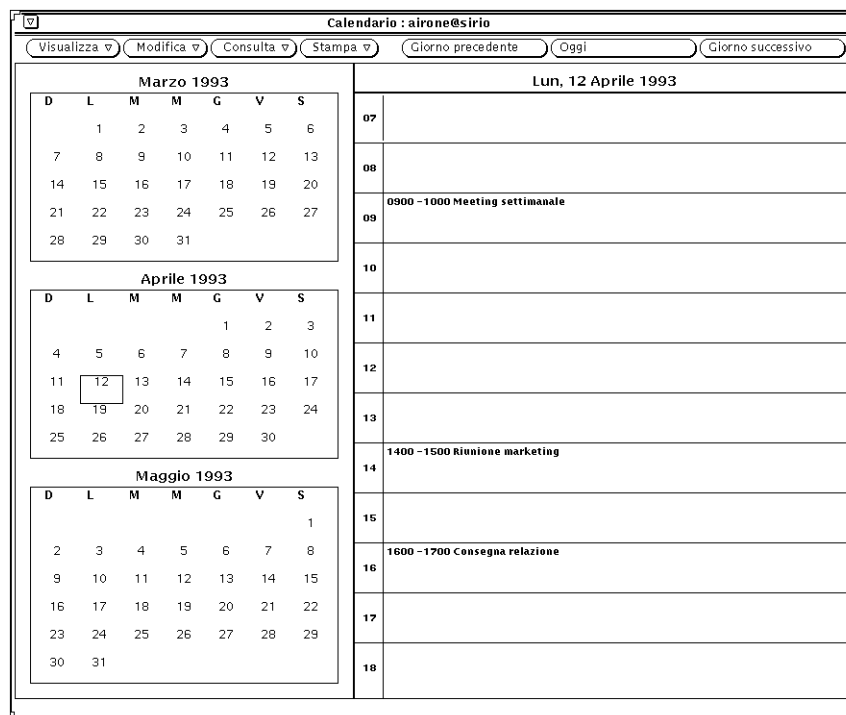 Calendario : airone@sirio
Visualizza Modifica Consulta Stampa Giorno precedente Oggi Giorno successivo
Marzo 1993
D L M M G V S
1 2 3 4 5 6
7 8 9 10 11 12 13
14 15 16 17 18 19 20
21 22 23 24 25 26 27
28 29 30 31
Aprile 1993
D L M M G V S
1 2 3
4 5 6 7 8 9 10
11 12 13 14 15 16 17
18 19 20 21 22 23 24
25 26 27 28 29 30
Maggio 1993
D L M M G V S
1
2 3 4 5 6 7 8
9 10 11 12 13 14 15
16 17 18 19 20 21 22
23 24 25 26 27 28 29
30 31
Lun, 12 Aprile 1993
07
08
09 0900 -1000 Meeting settimanale
10
11
12
13
14 1400 -1500 Riunione marketing
15
16 1600 -1700 Consegna relazione
17
18